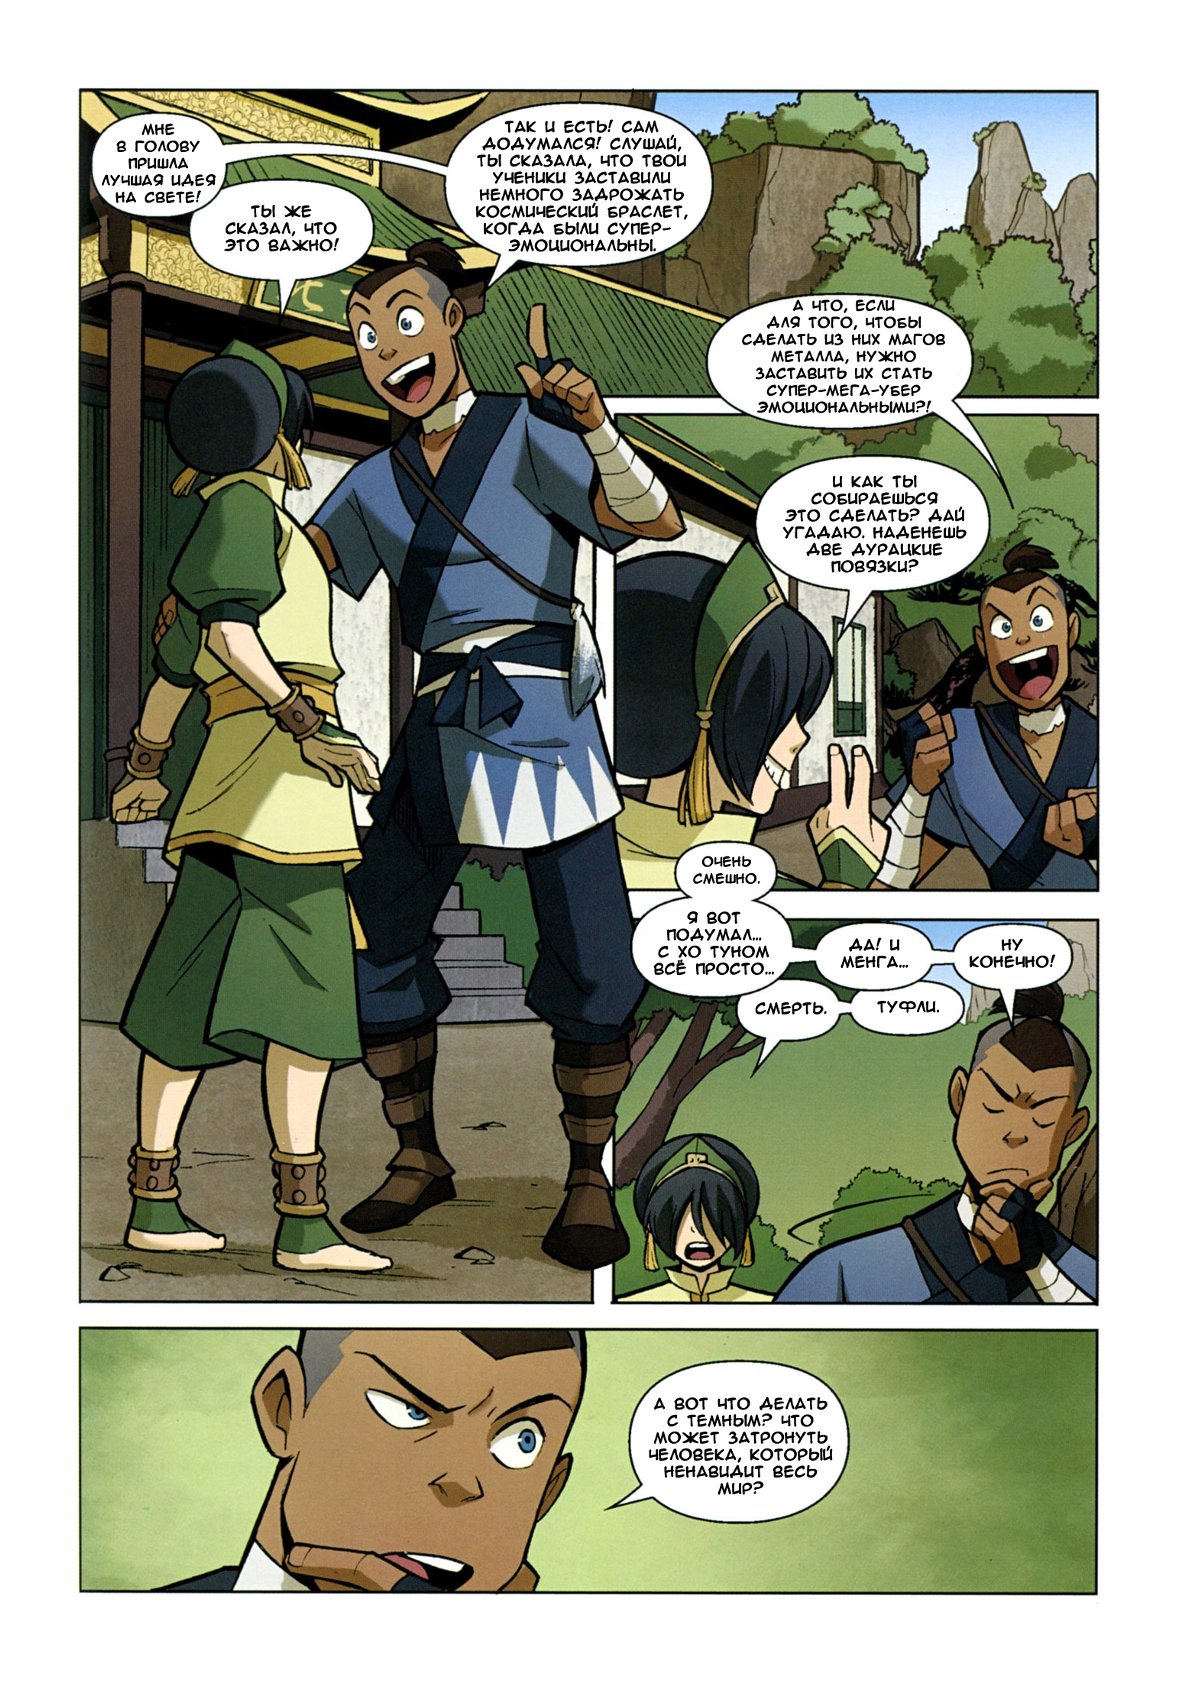 МНЕ
В ГОЛОВУ
ПРИШЛА
ЛУЧШАЯ ИДЕЯ
НА СВЕТЕ!
ТЫ ЖЕ
СКАЗАЛ, ЧТО
ЭТО ВАЖНО!
ТАК И ЕСТЬ! САМ
ДОДУМАЛСЯ! СЛУШАЙ,
ТЫ СКАЗАЛА, ЧТО ТВОИ
УЧЕНИКИ ЗАСТАВИЛИ
НЕМНОГО ЗАДРОЖАТЬ
КОСМИЧЕСКИЙ БРАСЛЕТ,
КОГДА БЫЛИ СУПЕР-
ЭМОЦИОНАЛЬНЫ.
А ЧТО, ЕСЛИ
ДЛЯ ТОГО, ЧТОБЫ
СДЕЛАТЬ ИЗ НИХ МАГОВ
МЕТАЛЛА, НУЖНО
ЗАСТАВИТЬ ИХ СТАТЬ
СУПЕР-МЕГА-УБЕР
ЭМОЦИОНАЛЬНЫМИ?!
И КАК ТЫ
СОБИРАЕШЬСЯ
ЭТО СДЕЛАТЬ? ДАЙ
УГАДАЮ. НАДЕНЕШЬ
ДВЕ ДУРАЦКИЕ
ПОВЯЗКИ?
ОЧЕНЬ
СМЕШНО.
Я ВОТ
ПОДУМАЛ...
С ХО ТУНОМ
ВСЁ ПРОСТО...
СМЕРТЬ.
ДА! И
МЕНГА...
ТУФЛИ.
НУ
КОНЕЧНО!
А ВОТ ЧТО ДЕЛАТЬ
С ТЕМНЫМ? ЧТО
МОЖЕТ ЗАТРОНУТЬ
ЧЕЛОВЕКА, КОТОРЫЙ
НЕНАВИДИТ ВЕСЬ
МИР?